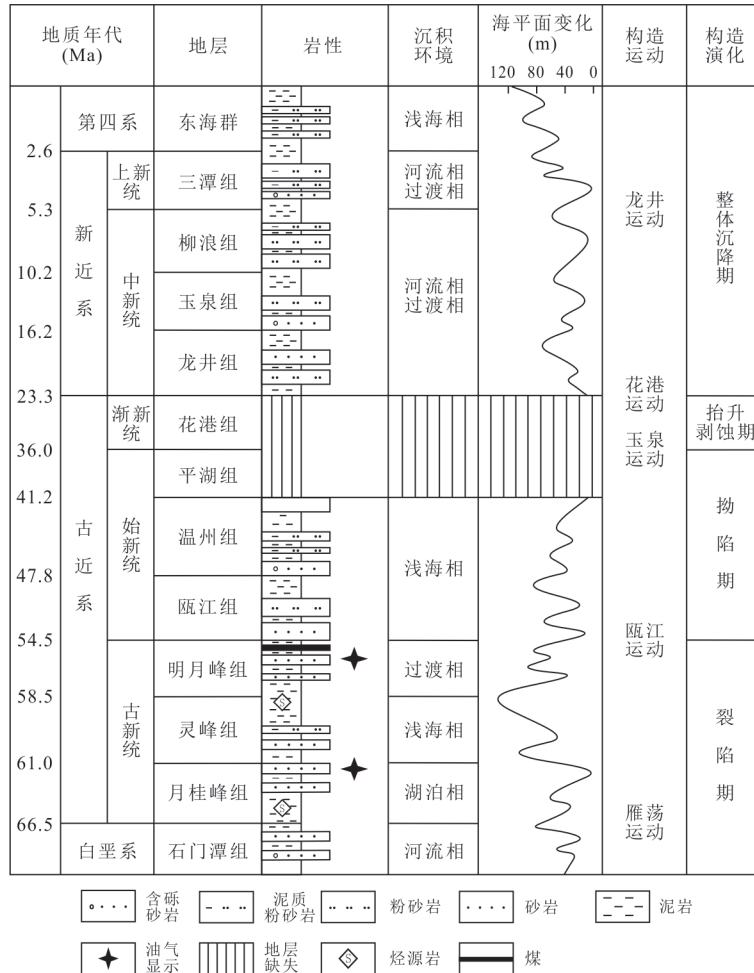 地质年代
(Ma)
地层
岩性
沉积
环境
海平面变化
(m)
120 80 40 0
构造
运动
构造
演化
第四系
东海群
浅海相
2.6
上新
统
三潭组
河流相
过渡相
5.3
新近系
中新统
柳浪组
河流相
过渡相
龙井
运动
整体沉降期
10.2
玉泉组
16.2
龙井组
23.3
花港
运动
渐新
统
花港组
玉泉
运动
抬升
剥蚀期
36.0
平湖组
41.2
古近系
始新统
温州组
浅海相
拗陷期
47.8
瓯江组
54.5
瓯江
运动
明月峰组
过渡相
58.5
古新统
S
灵峰组
浅海相
裂陷期
61.0
月桂峰组
湖泊相
S
66.5
雁荡
运动
白垩系
石门潭组
河流相
含砾
砂岩
泥质
粉砂岩
粉砂岩
砂岩
泥岩
油气
显示
地层
缺失
S
烃源岩
煤